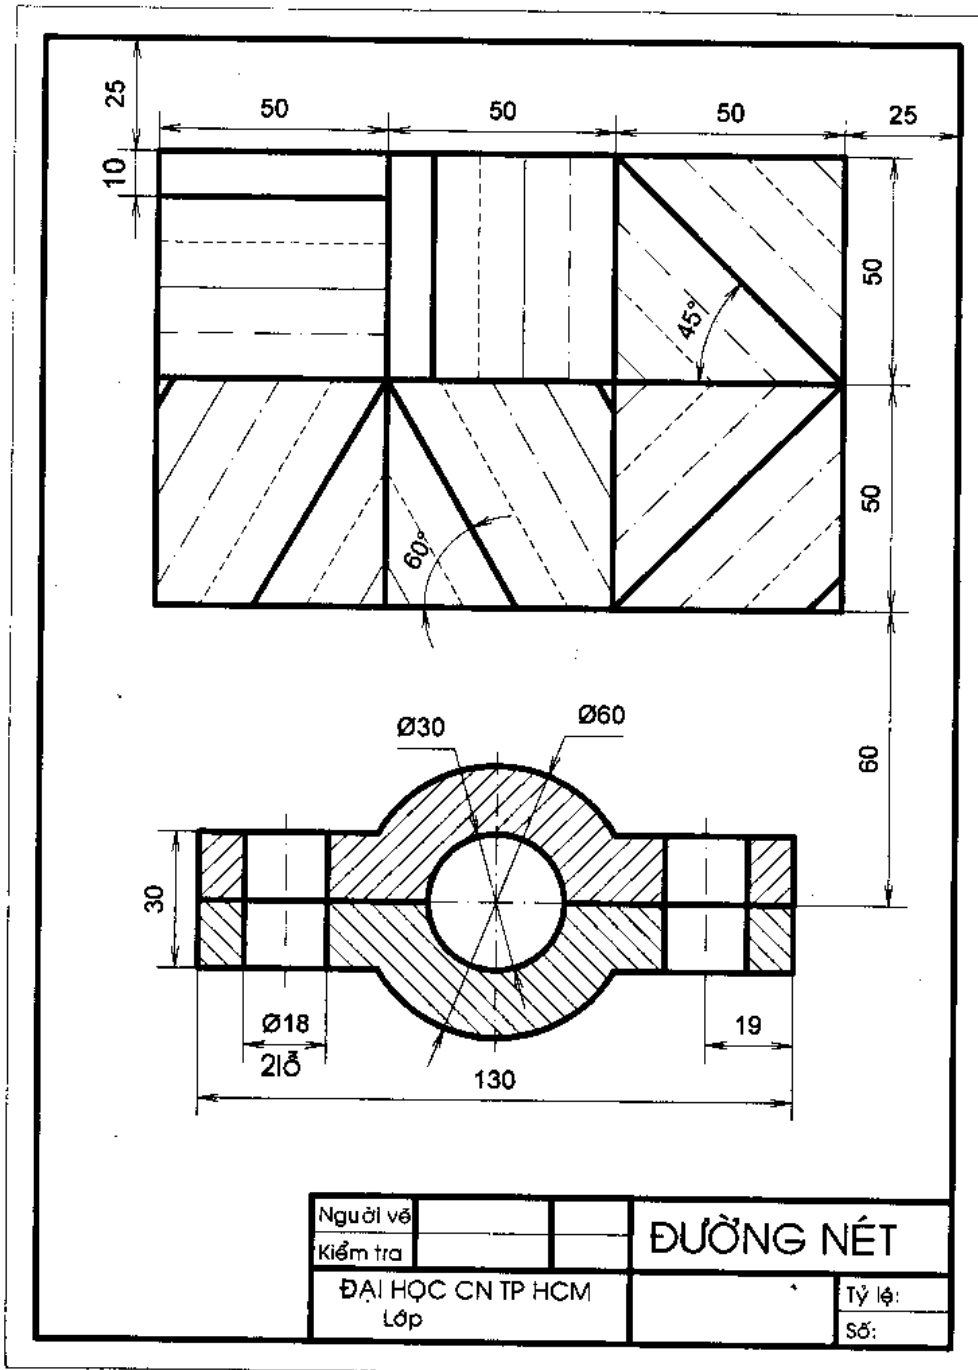 25
50
50
50
25
10
50
45°
50
60°
60
Ø30
Ø60
30
Ø18
2lỗ
19
130
Người vẽ
Kiểm tra
ĐƯỜNG NÉT
ĐẠI HỌC CN TP HCM
Lớp
Tỷ lệ:
Số: